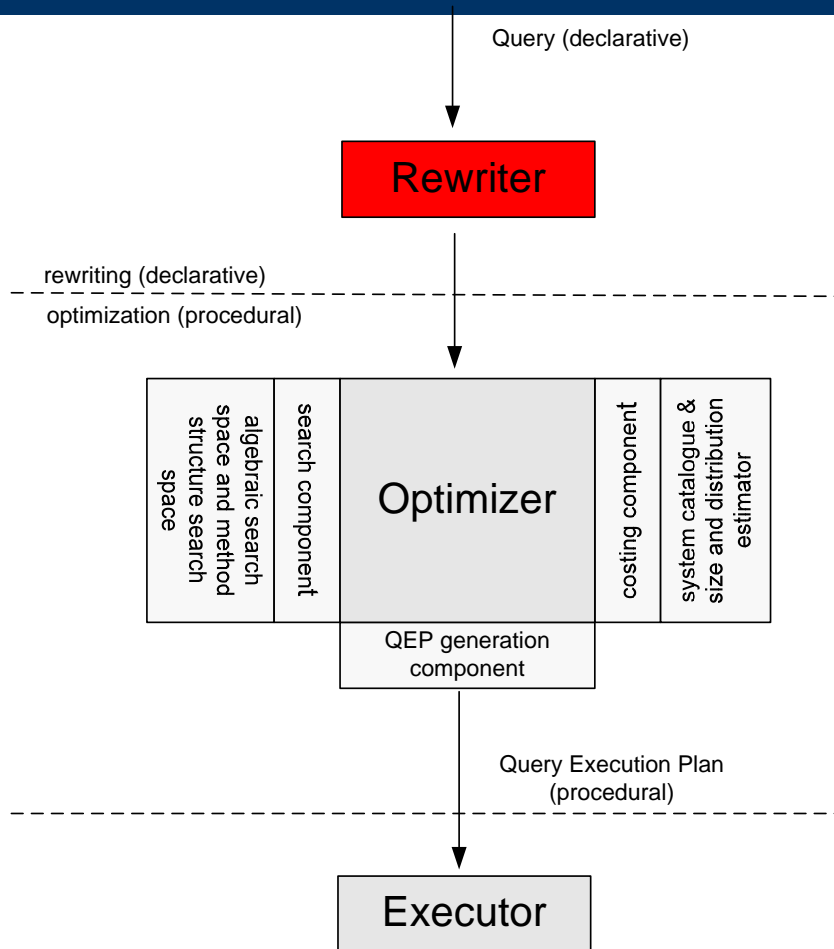 Query (declarative)
Rewriter
rewriting (declarative)
optimization (procedural)
algebraic search
space and method
structure search
space
search component
Optimizer
costing component
system catalogue &
size and distribution
estimator
QEP generation
component
Query Execution Plan
(procedural)
Executor